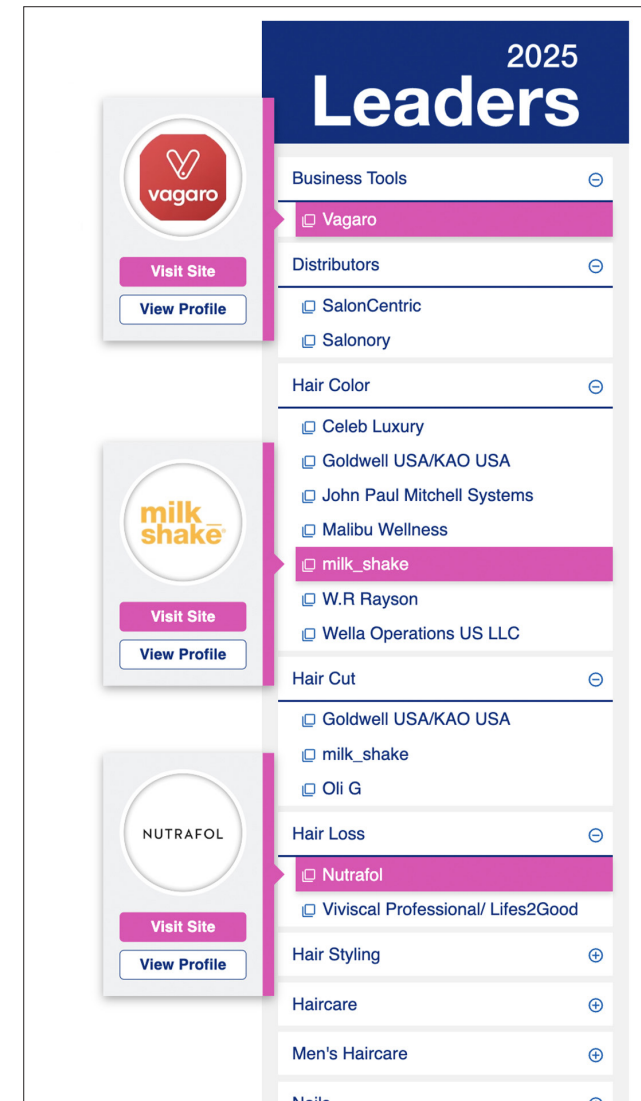 2025
Leaders
vagaro
Visit Site
View Profile
Business Tools
Vagaro
Distributors
SalonCentric
Salonory
Hair Color
Celeb Luxury
Goldwell USA/KAO USA
John Paul Mitchell Systems
Malibu Wellness
milk_shake
W.R Rayson
Wella Operations US LLC
milk_
shake®
Visit Site
View Profile
Hair Cut
Goldwell USA/KAO USA
milk_shake
Oli G
Hair Loss
Nutrafol
Viviscal Professional/ Lifes2Good
NUTRAFOL
Visit Site
View Profile
Hair Styling
Haircare
Men's Haircare
Nails